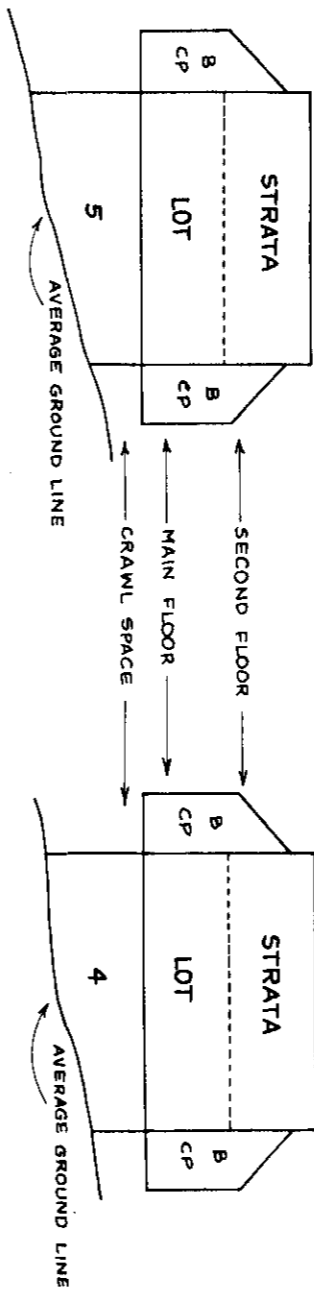 STRATA
LOT
5
B
CP
B
CP
AVERAGE GROUND LINE
SECOND FLOOR
MAIN FLOOR
CRAWL SPACE
STRATA
LOT
4
B
CP
B
CP
AVERAGE GROUND LINE